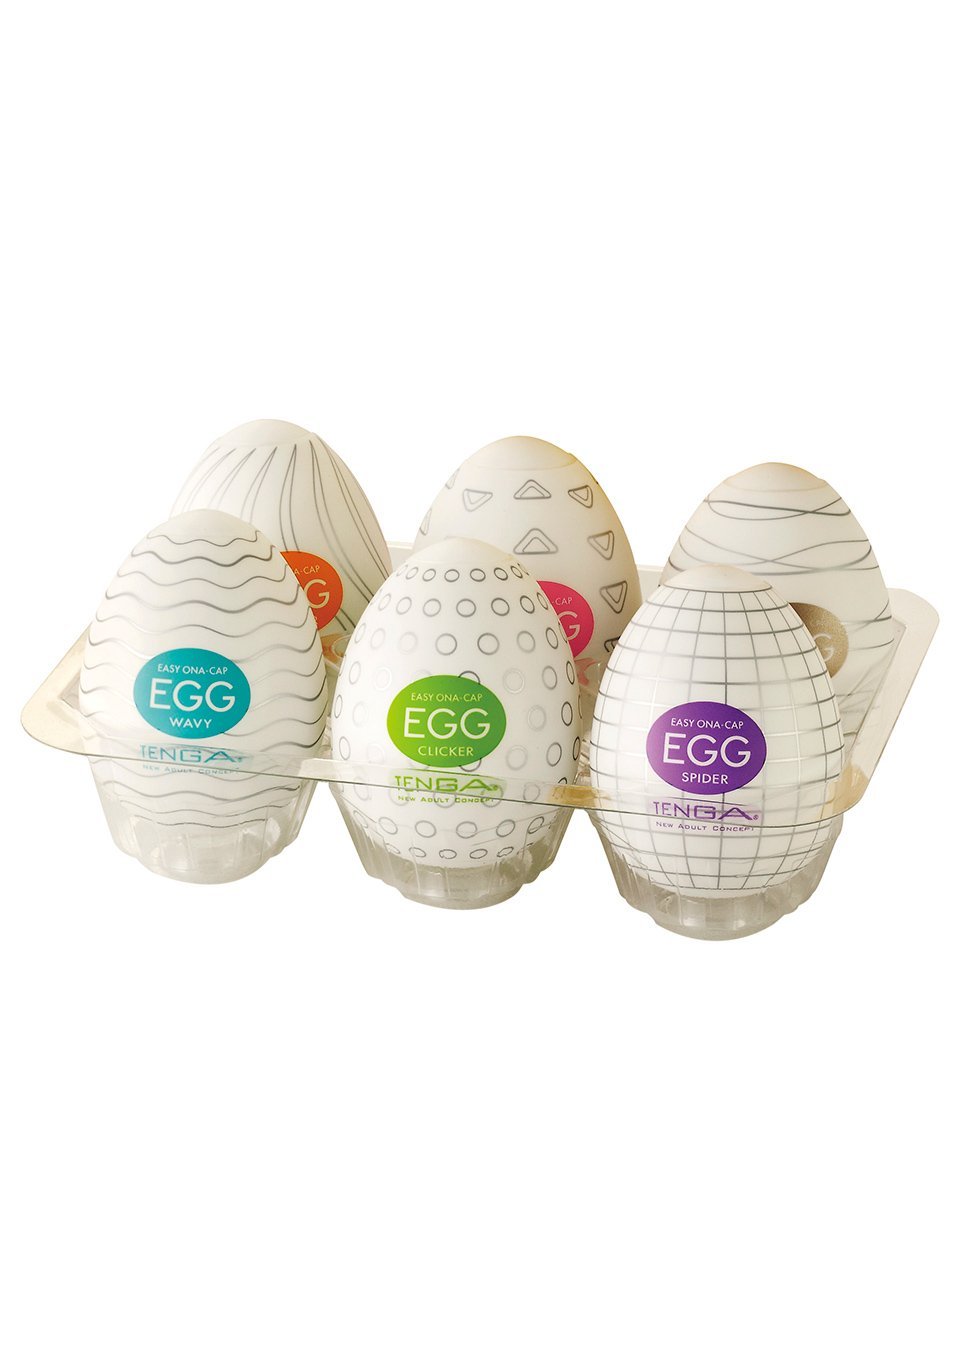 EASY ONA-CAP
EGG
WAVY
TENGA®
NEW ADULT CONCEPT
EASY ONA-CAP
EGG
CLICKER
TENGA®
NEW ADULT CONCEPT
EASY ONA-CAP
EGG
SPIDER
TENGA®
NEW ADULT CONCEPT